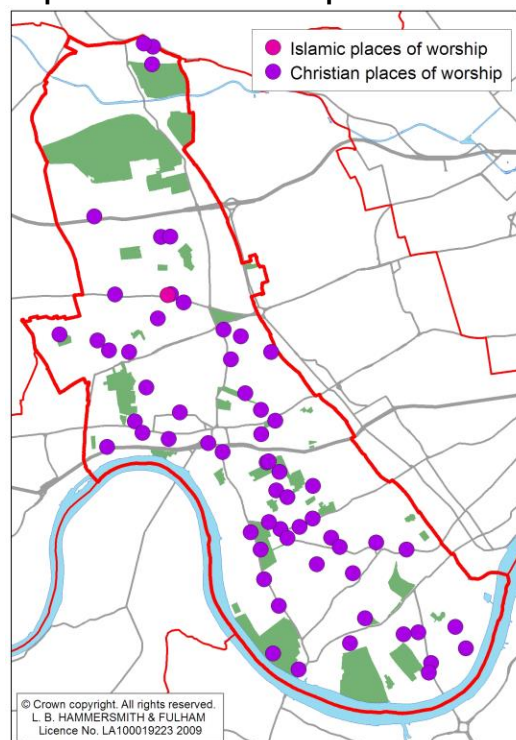 Islamic places of worship
Christian places of worship
© Crown copyright. All rights reserved.
L. B. HAMMERSMITH & FULHAM
Licence No. LA100019223 2009